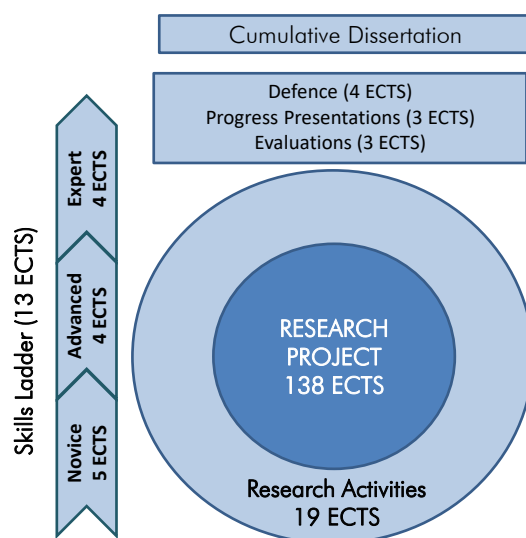 Cumulative Dissertation
Defence (4 ECTS)
Progress Presentations (3 ECTS)
Evaluations (3 ECTS)
Skills Ladder (13 ECTS)
Expert
4 ECTS
Advanced
4 ECTS
Novice
5 ECTS
RESEARCH
PROJECT
138 ECTS
Research Activities
19 ECTS